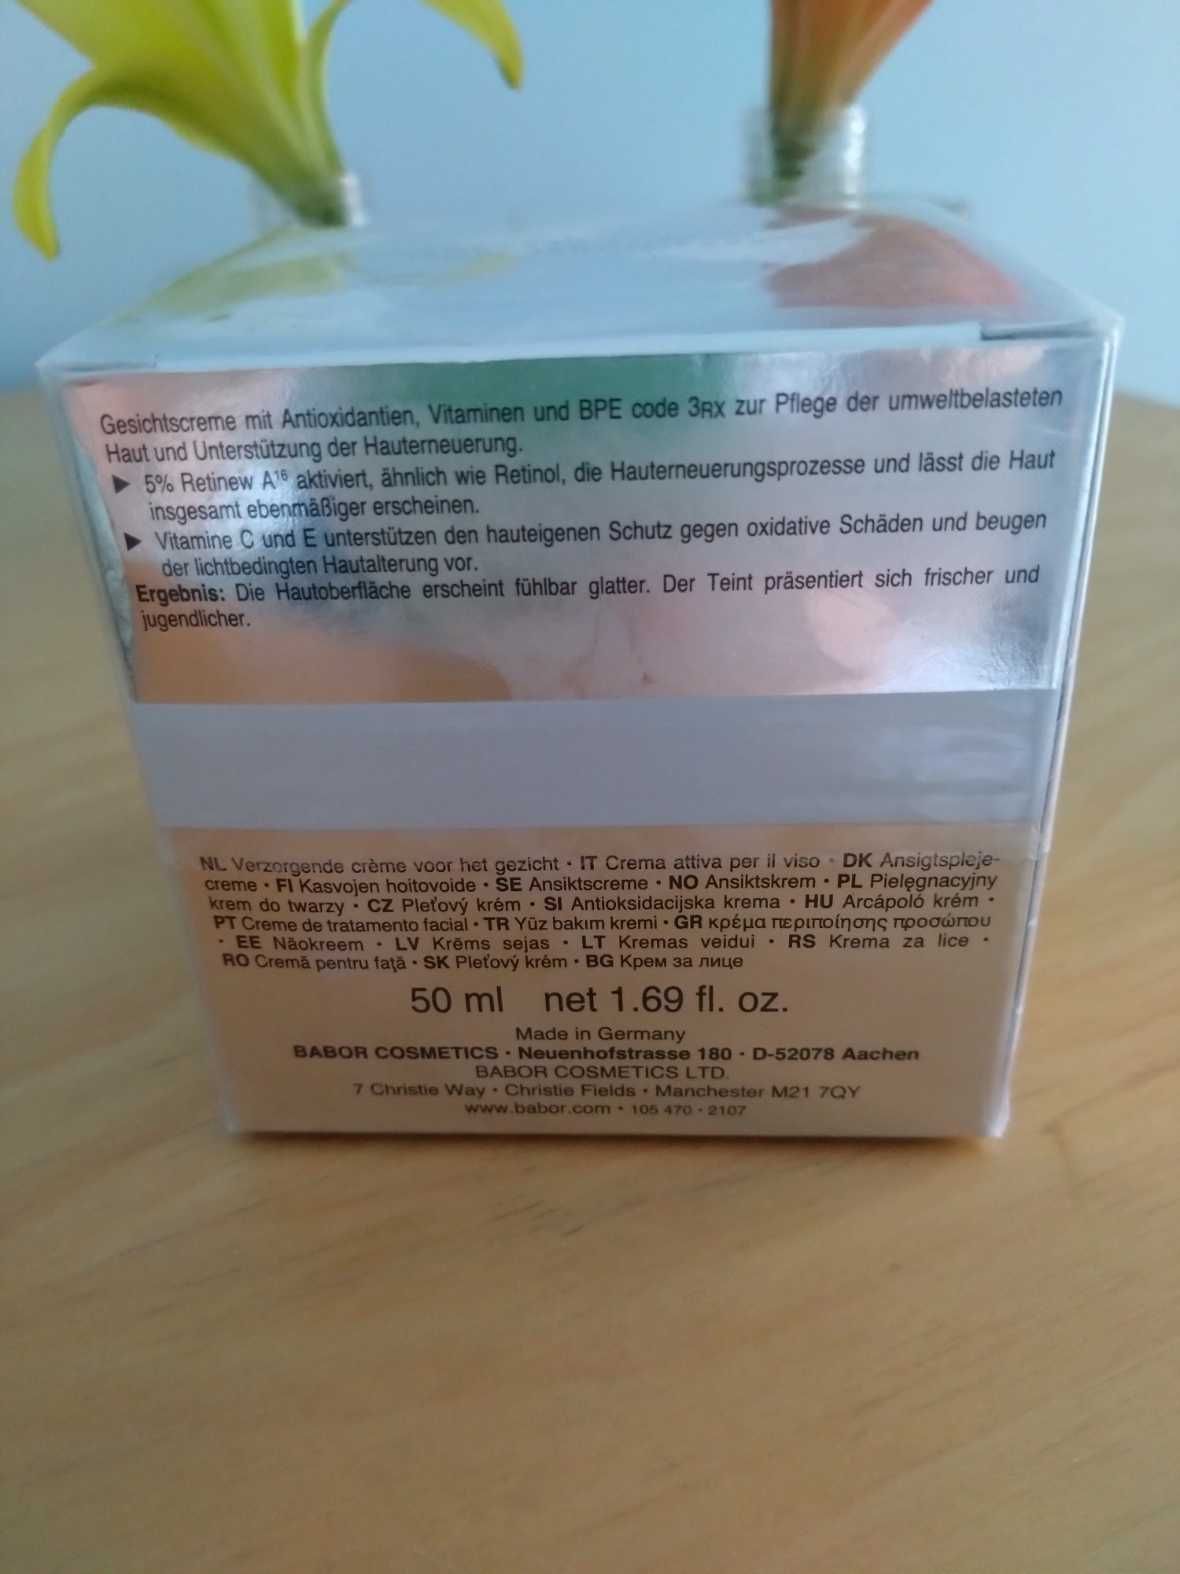 Gesichtscreme mit Antioxidantien, Vitaminen und BPE code 3RX zur Pflege der umweltbelasteten
Haut und Unterstützung der Hauterneuerung.
► 5% Retinew A¹⁶ aktiviert, ähnlich wie Retinol, die Hauterneuerungsprozesse und lässt die Haut
insgesamt ebenmäßiger erscheinen.
► Vitamine C und E unterstützen den hauteigenen Schutz gegen oxidative Schäden und beugen
der lichtbedingten Hautalterung vor.
Ergebnis: Die Hautoberfläche erscheint fühlbar glatter. Der Teint präsentiert sich frischer und
jugendlicher.
NL Verzorgende crème voor het gezicht · IT Crema attiva per il viso · DK Ansigtspleje-
creme · FI Kasvojen hoitovoide · SE Ansiktscreme · NO Ansiktskrem · PL Pielęgnacyjny
krem do twarzy · CZ Pleťový krém · SI Antioksidacijska krema · HU Arcápoló krém ·
PT Creme de tratamento facial · TR Yüz bakım kremi · GR κρέμα περιποίησης προσώπου
· EE Näokreem · LV Krēms sejas · LT Kremas veidui · RS Krema za lice ·
RO Cremă pentru faţă · SK Pleťový krém · BG Крем за лице
50 ml net 1.69 fl. oz.
Made in Germany
BABOR COSMETICS · Neuenhofstrasse 180 · D-52078 Aachen
BABOR COSMETICS LTD.
7 Christie Way · Christie Fields · Manchester M21 7QY
www.babor.com · 105 470 · 2107